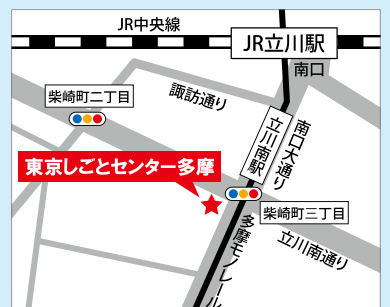 JR中央線
JR立川駅
南口
柴崎町二丁目
諏訪通り
立川南駅
南口大通り
東京しごとセンター多摩
柴崎町三丁目
立川南通り
多摩モノレール